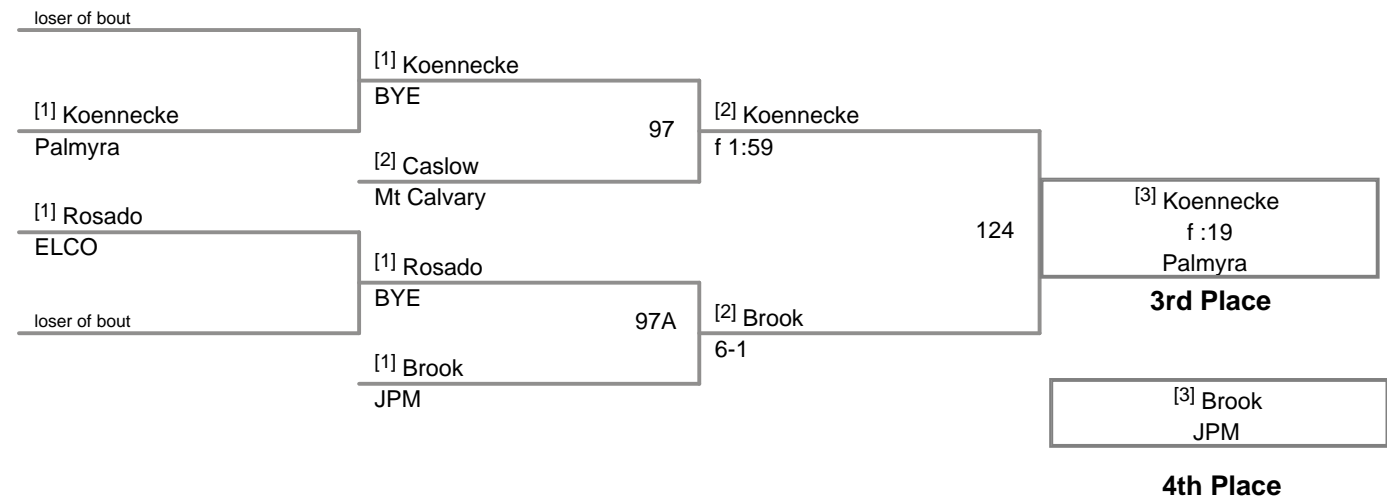 loser of bout
[1] Koennecke
BYE
[1] Koennecke
Palmyra
97
[2] Koennecke
f 1:59
[2] Caslow
Mt Calvary
[1] Rosado
ELCO
124
[3] Koennecke
f :19
Palmyra
3rd Place
[1] Rosado
BYE
loser of bout
97A
[2] Brook
6-1
[1] Brook
JPM
[3] Brook
JPM
4th Place